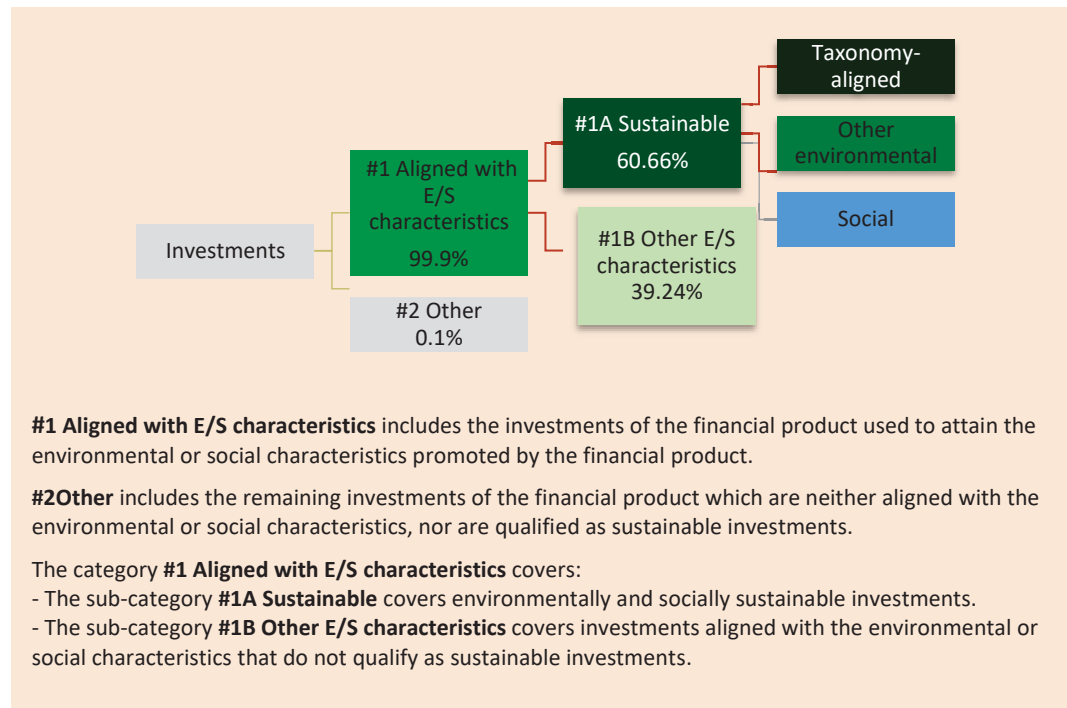 Investments
#1 Aligned with
E/S
characteristics
99.9%
#2 Other
0.1%
#1A Sustainable
60.66%
#1B Other E/S
characteristics
39.24%
Taxonomy-
aligned
Other
environmental
Social
#1 Aligned with E/S characteristics includes the investments of the financial product used to attain the
environmental or social characteristics promoted by the financial product.
#2Other includes the remaining investments of the financial product which are neither aligned with the
environmental or social characteristics, nor are qualified as sustainable investments.
The category #1 Aligned with E/S characteristics covers:
- The sub-category #1A Sustainable covers environmentally and socially sustainable investments.
- The sub-category #1B Other E/S characteristics covers investments aligned with the environmental or
social characteristics that do not qualify as sustainable investments.